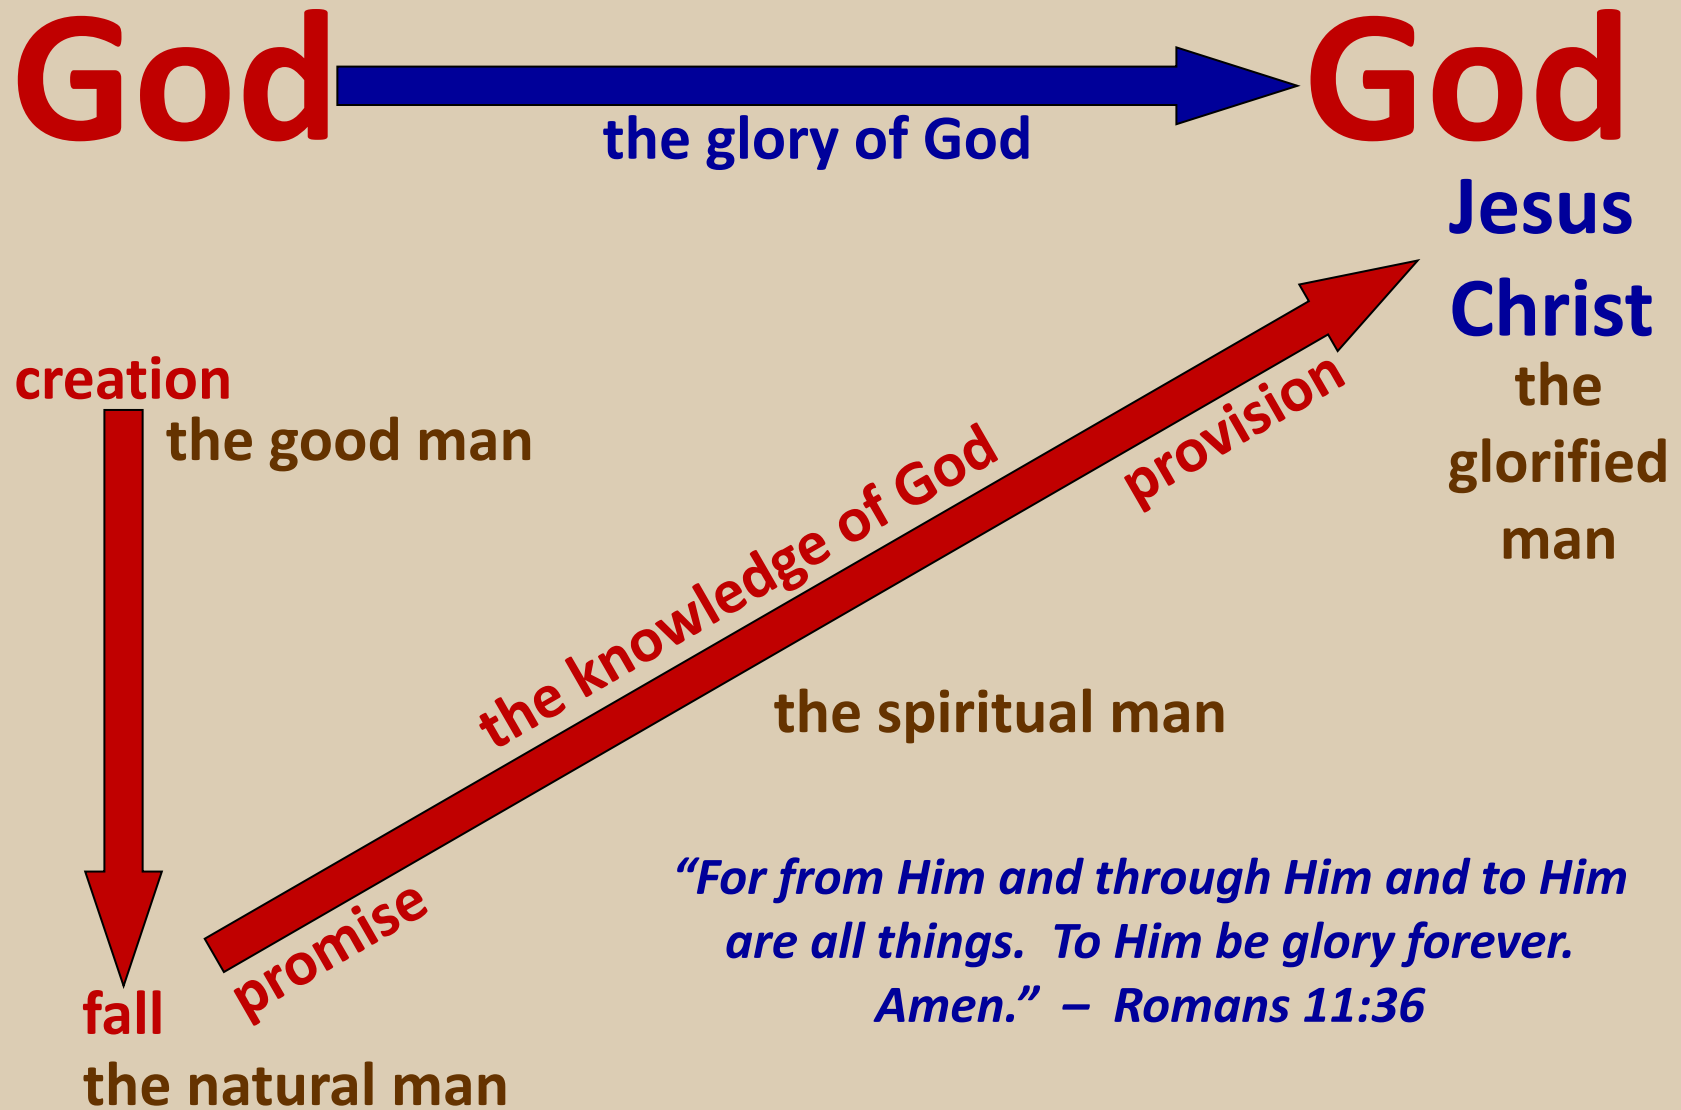 God God
the glory of God
Jesus
Christ
creation
the good man
the
glorified
man
the knowledge of God
provision
the spiritual man
promise
“For from Him and through Him and to Him
are all things.  To Him be glory forever.
Amen.”  –  Romans 11:36
fall
the natural man